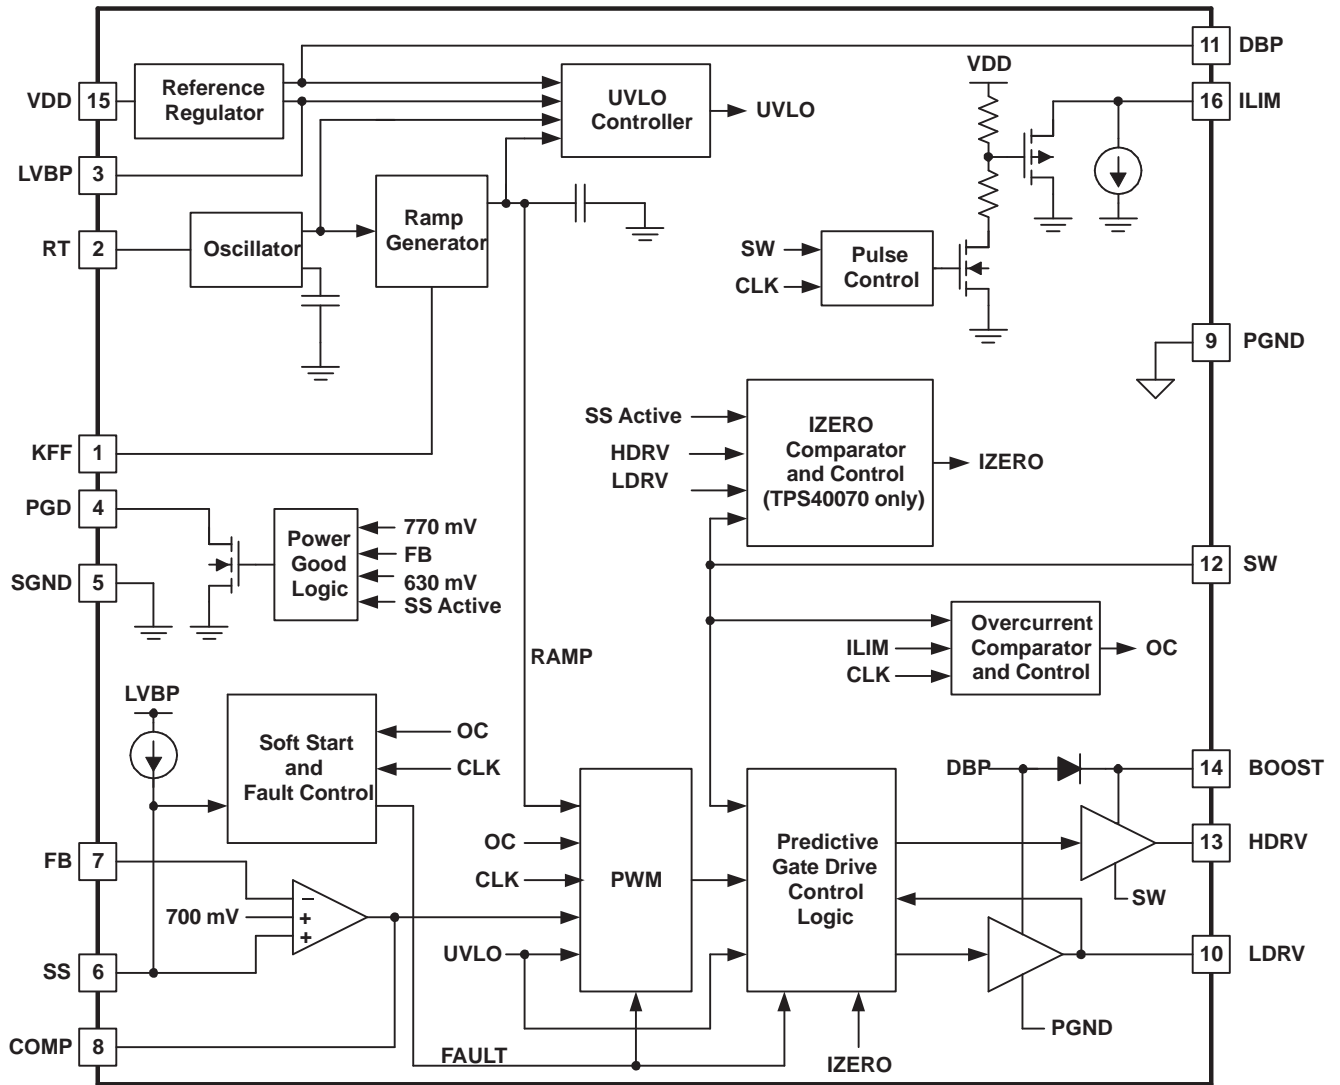 11 DBP
VDD
VDD 15
Reference
Regulator
UVLO
Controller
UVLO
16 ILIM
LVBP 3
RT 2
Oscillator
Ramp
Generator
SW
CLK
Pulse
Control
9 PGND
KFF 1
SS Active
HDRV
LDRV
IZERO
Comparator
and Control
(TPS40070 only)
IZERO
PGD 4
Power
Good
Logic
770 mV
FB
630 mV
SS Active
SGND 5
12 SW
RAMP
ILIM
CLK
Overcurrent
Comparator
and Control
OC
LVBP
Soft Start
and
Fault Control
OC
CLK
DBP
14 BOOST
FB 7
700 mV
−
+
+
OC
CLK
UVLO
PWM
Predictive
Gate Drive
Control
Logic
13 HDRV
SW
SS 6
10 LDRV
PGND
COMP 8
FAULT
IZERO